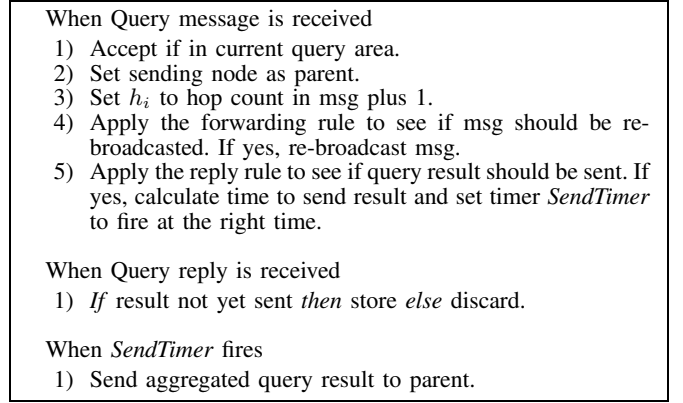 When Query message is received
1) Accept if in current query area.
2) Set sending node as parent.
3) Set hᵢ to hop count in msg plus 1.
4) Apply the forwarding rule to see if msg should be re-
broadcasted. If yes, re-broadcast msg.
5) Apply the reply rule to see if query result should be sent. If
yes, calculate time to send result and set timer SendTimer
to fire at the right time.
When Query reply is received
1) If result not yet sent then store else discard.
When SendTimer fires
1) Send aggregated query result to parent.